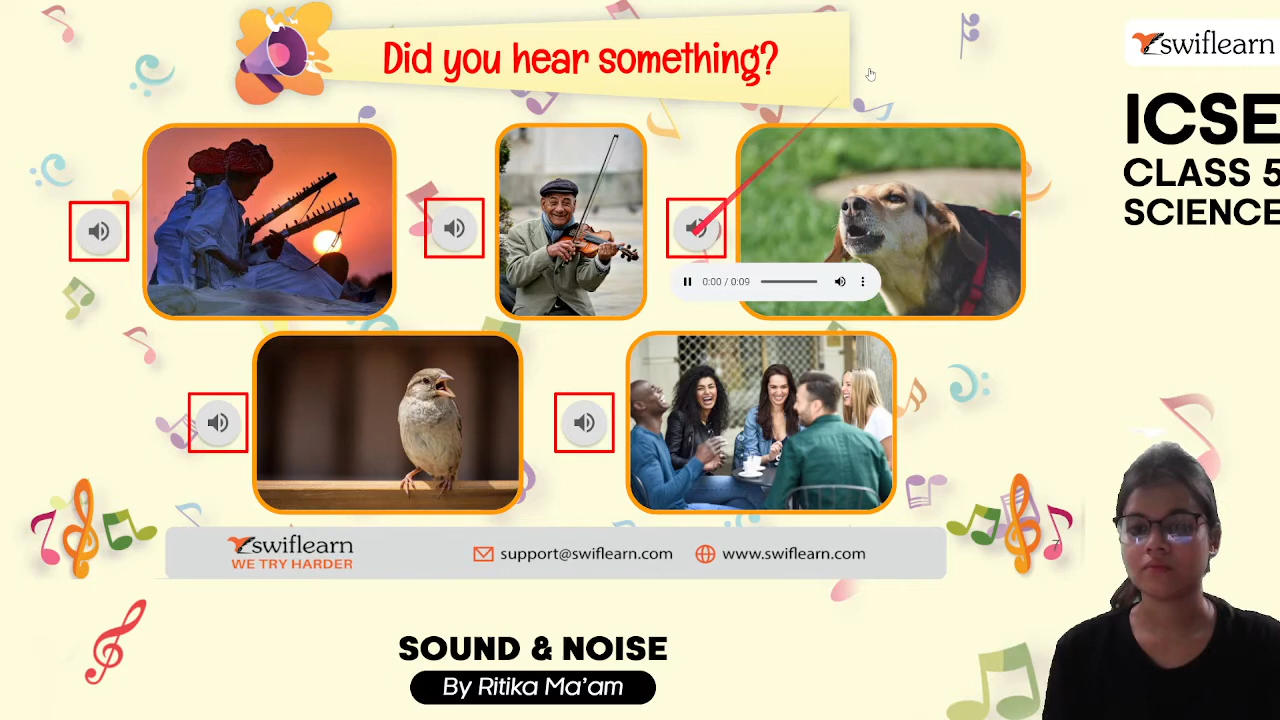 Did you hear something?
swiflearn
ICSE
CLASS 5
SCIENCE
0:00 / 0:09
swiflearn
WE TRY HARDER
support@swiflearn.com
www.swiflearn.com
SOUND & NOISE
By Ritika Ma'am